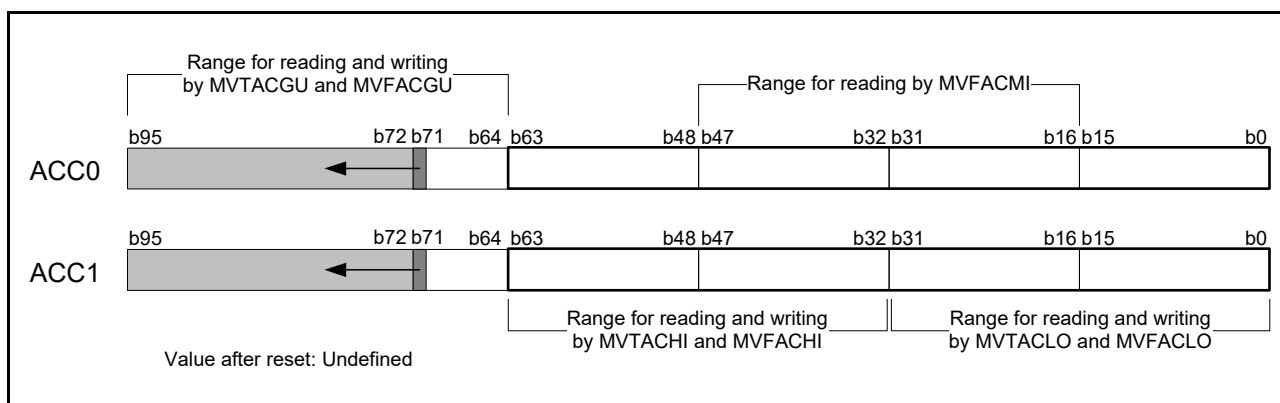 Range for reading and writing
by MVTACGU and MVFACGU
Range for reading by MVFACMI
b95 b72 b71 b64 b63 b48 b47 b32 b31 b16 b15 b0
ACC0
b95 b72 b71 b64 b63 b48 b47 b32 b31 b16 b15 b0
ACC1
Range for reading and writing
by MVTACHI and MVFACHI
Range for reading and writing
by MVTACLO and MVFACLO
Value after reset: Undefined